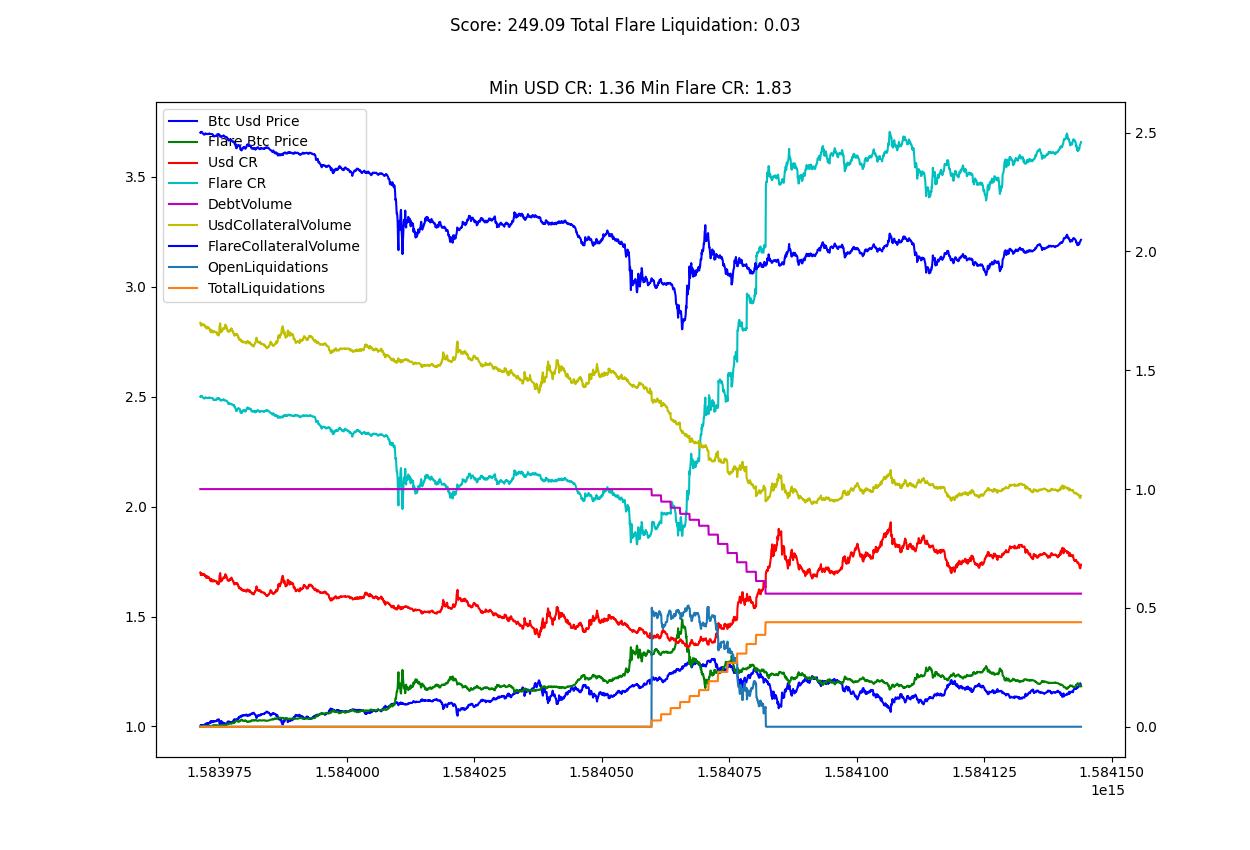 Score: 249.09 Total Flare Liquidation: 0.03
Min USD CR: 1.36 Min Flare CR: 1.83
Btc Usd Price
Flare Btc Price
Usd CR
Flare CR
DebtVolume
UsdCollateralVolume
FlareCollateralVolume
OpenLiquidations
TotalLiquidations
3.5
3.0
2.5
2.0
1.5
1.0
2.5
2.0
1.5
1.0
0.5
0.0
1.583975 1.584000 1.584025 1.584050 1.584075 1.584100 1.584125 1.584150
1e15